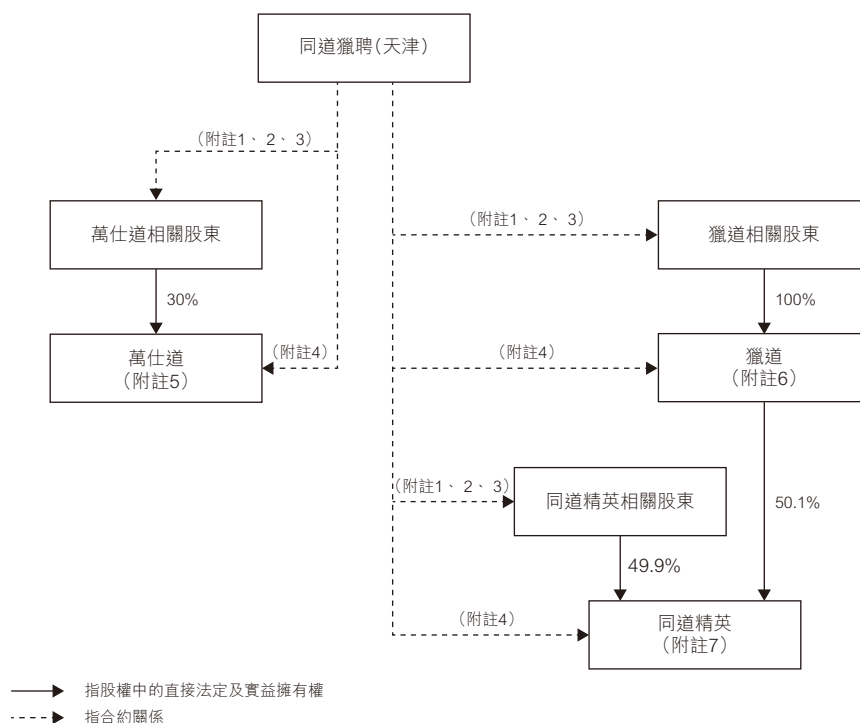 同道獵聘(天津)
(附註1、2、3)
萬仕道相關股東
(附註1、2、3)
獵道相關股東
30%
100%
萬仕道
(附註5)
(附註4)
(附註4)
獵道
(附註6)
(附註1、2、3)
同道精英相關股東
50.1%
49.9%
(附註4)
同道精英
(附註7)
指股權中的直接法定及實益擁有權
指合約關係